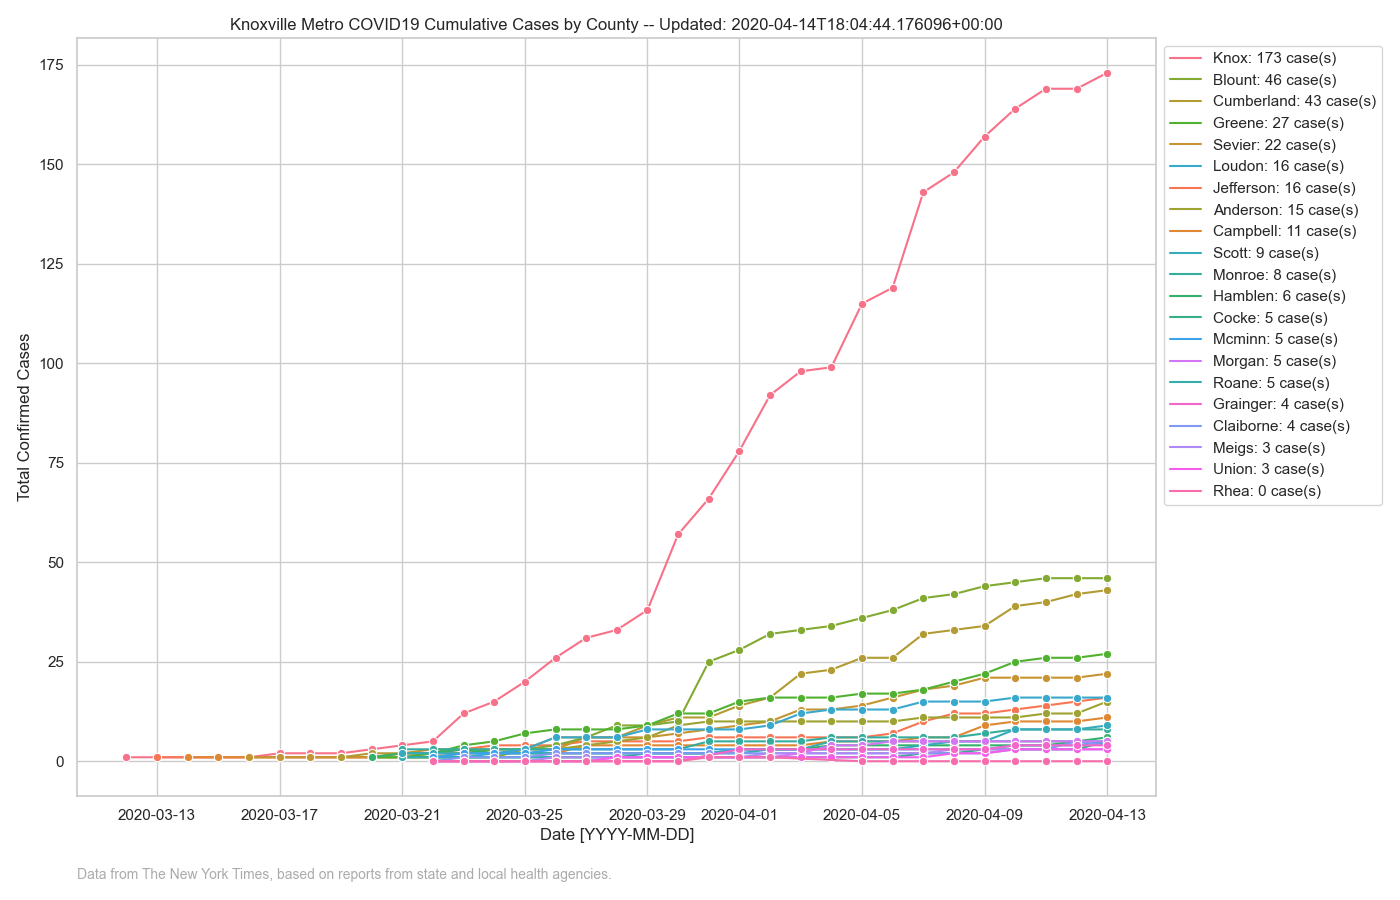 Knoxville Metro COVID19 Cumulative Cases by County -- Updated: 2020-04-14T18:04:44.176096+00:00
Total Confirmed Cases
175
150
125
100
75
50
25
0
2020-03-13 2020-03-17 2020-03-21 2020-03-25 2020-03-29 2020-04-01 2020-04-05 2020-04-09 2020-04-13
Date [YYYY-MM-DD]
Knox: 173 case(s)
Blount: 46 case(s)
Cumberland: 43 case(s)
Greene: 27 case(s)
Sevier: 22 case(s)
Loudon: 16 case(s)
Jefferson: 16 case(s)
Anderson: 15 case(s)
Campbell: 11 case(s)
Scott: 9 case(s)
Monroe: 8 case(s)
Hamblen: 6 case(s)
Cocke: 5 case(s)
Mcminn: 5 case(s)
Morgan: 5 case(s)
Roane: 5 case(s)
Grainger: 4 case(s)
Claiborne: 4 case(s)
Meigs: 3 case(s)
Union: 3 case(s)
Rhea: 0 case(s)
Data from The New York Times, based on reports from state and local health agencies.